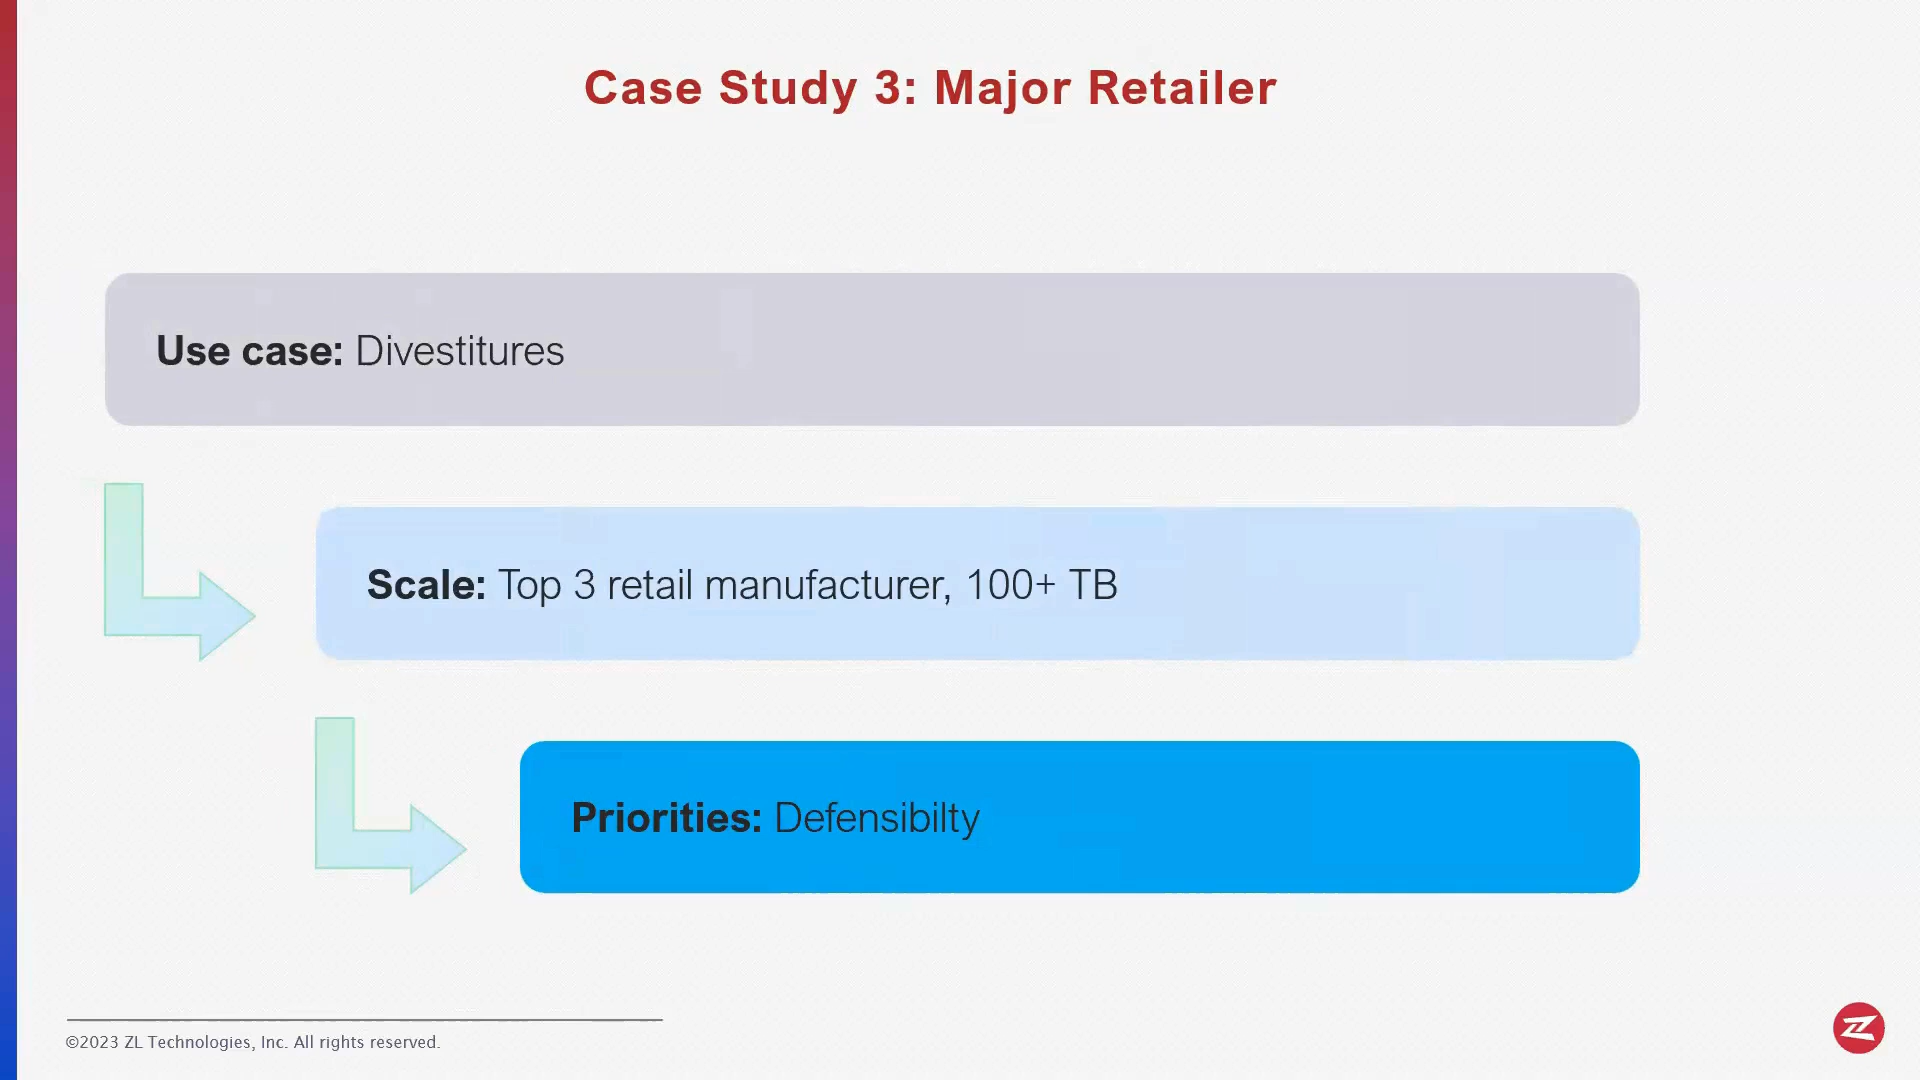 Case Study 3: Major Retailer
Use case: Divestitures
Scale: Top 3 retail manufacturer, 100+ TB
Priorities: Defensibilty
©2023 ZL Technologies, Inc. All rights reserved.